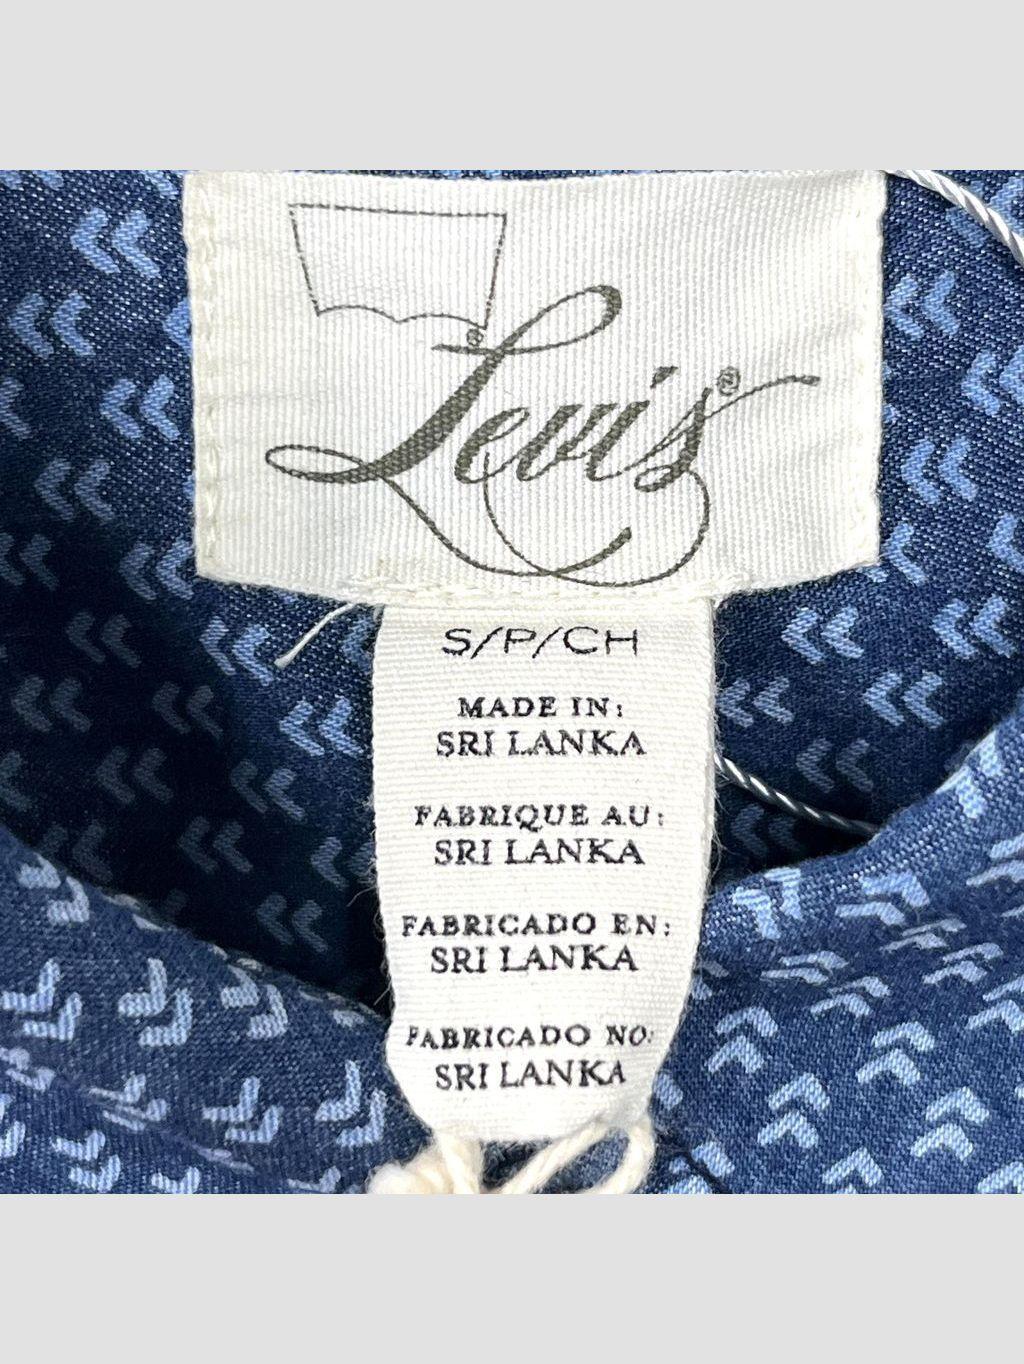 Levi's®
S/P/CH
MADE IN:
SRI LANKA
FABRIQUE AU:
SRI LANKA
FABRICADO EN:
SRI LANKA
FABRICADO NO:
SRI LANKA